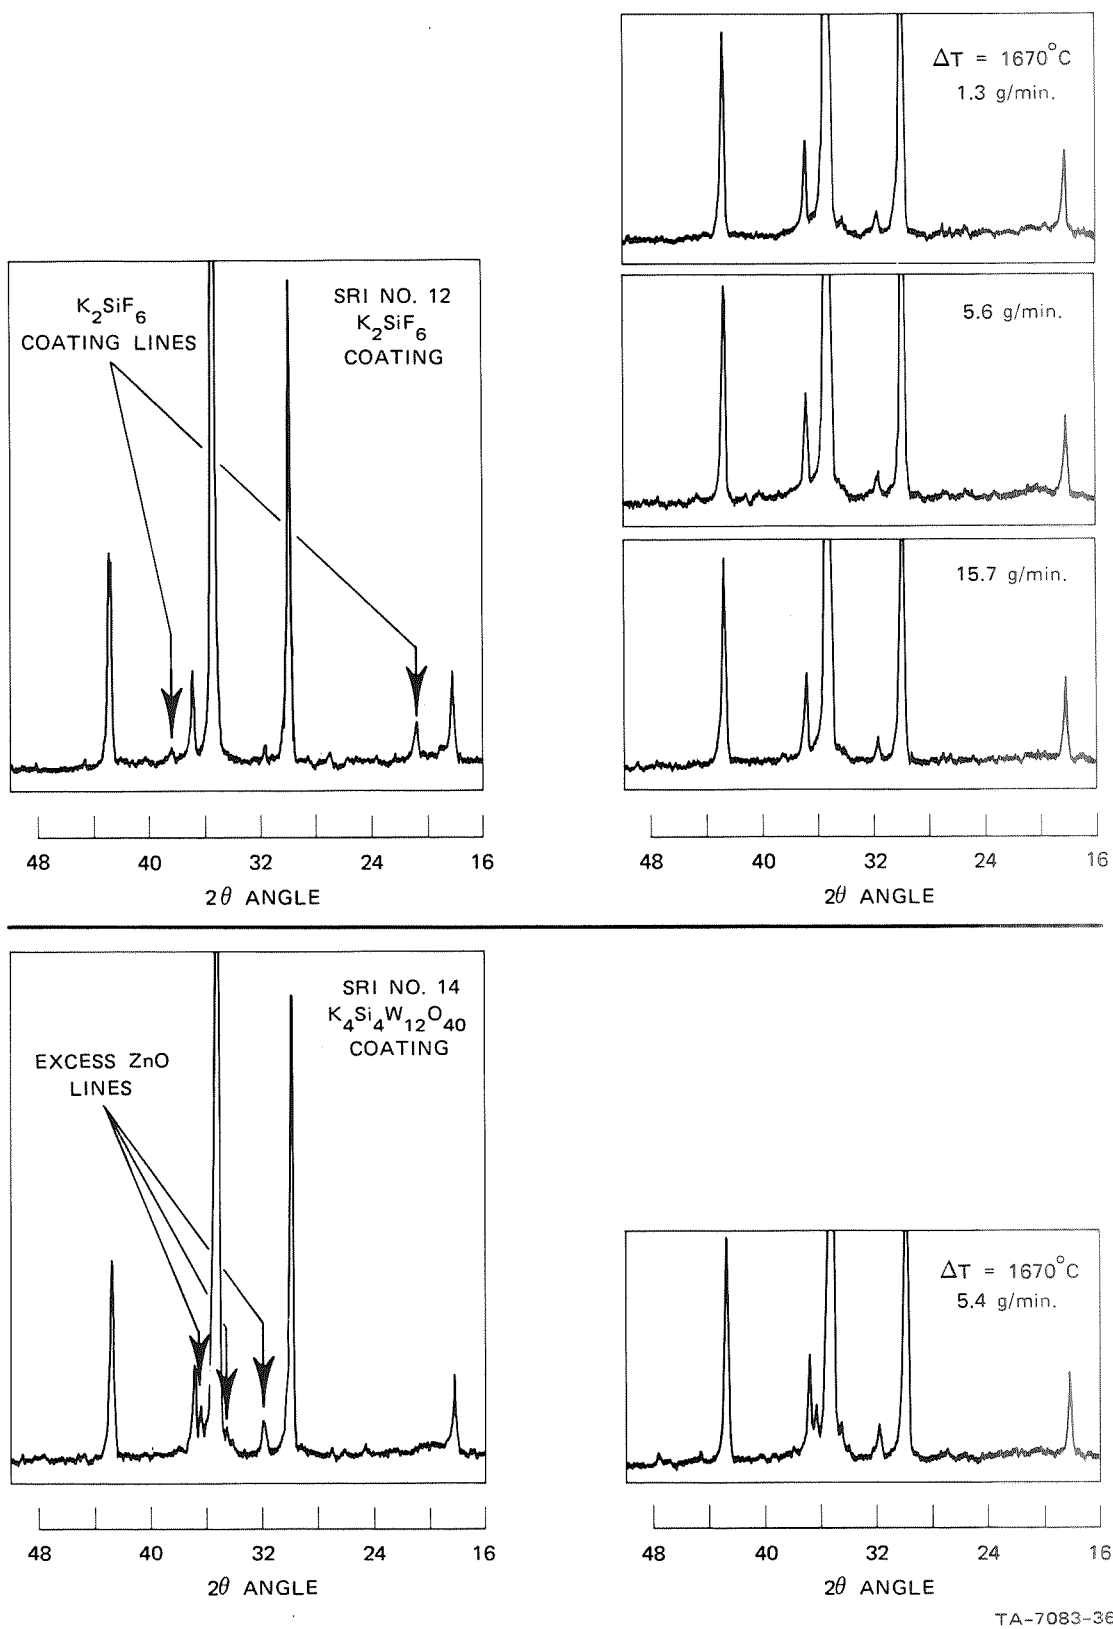 K2SiF6
COATING LINES
SRI NO. 12
K2SiF6
COATING
48 40 32 24 16
2θ ANGLE
ΔT = 1670°C
1.3 g/min.
5.6 g/min.
15.7 g/min.
48 40 32 24 16
2θ ANGLE
EXCESS ZnO
LINES
SRI NO. 14
K4Si4W12O40
COATING
48 40 32 24 16
2θ ANGLE
ΔT = 1670°C
5.4 g/min.
48 40 32 24 16
2θ ANGLE
TA-7083-36